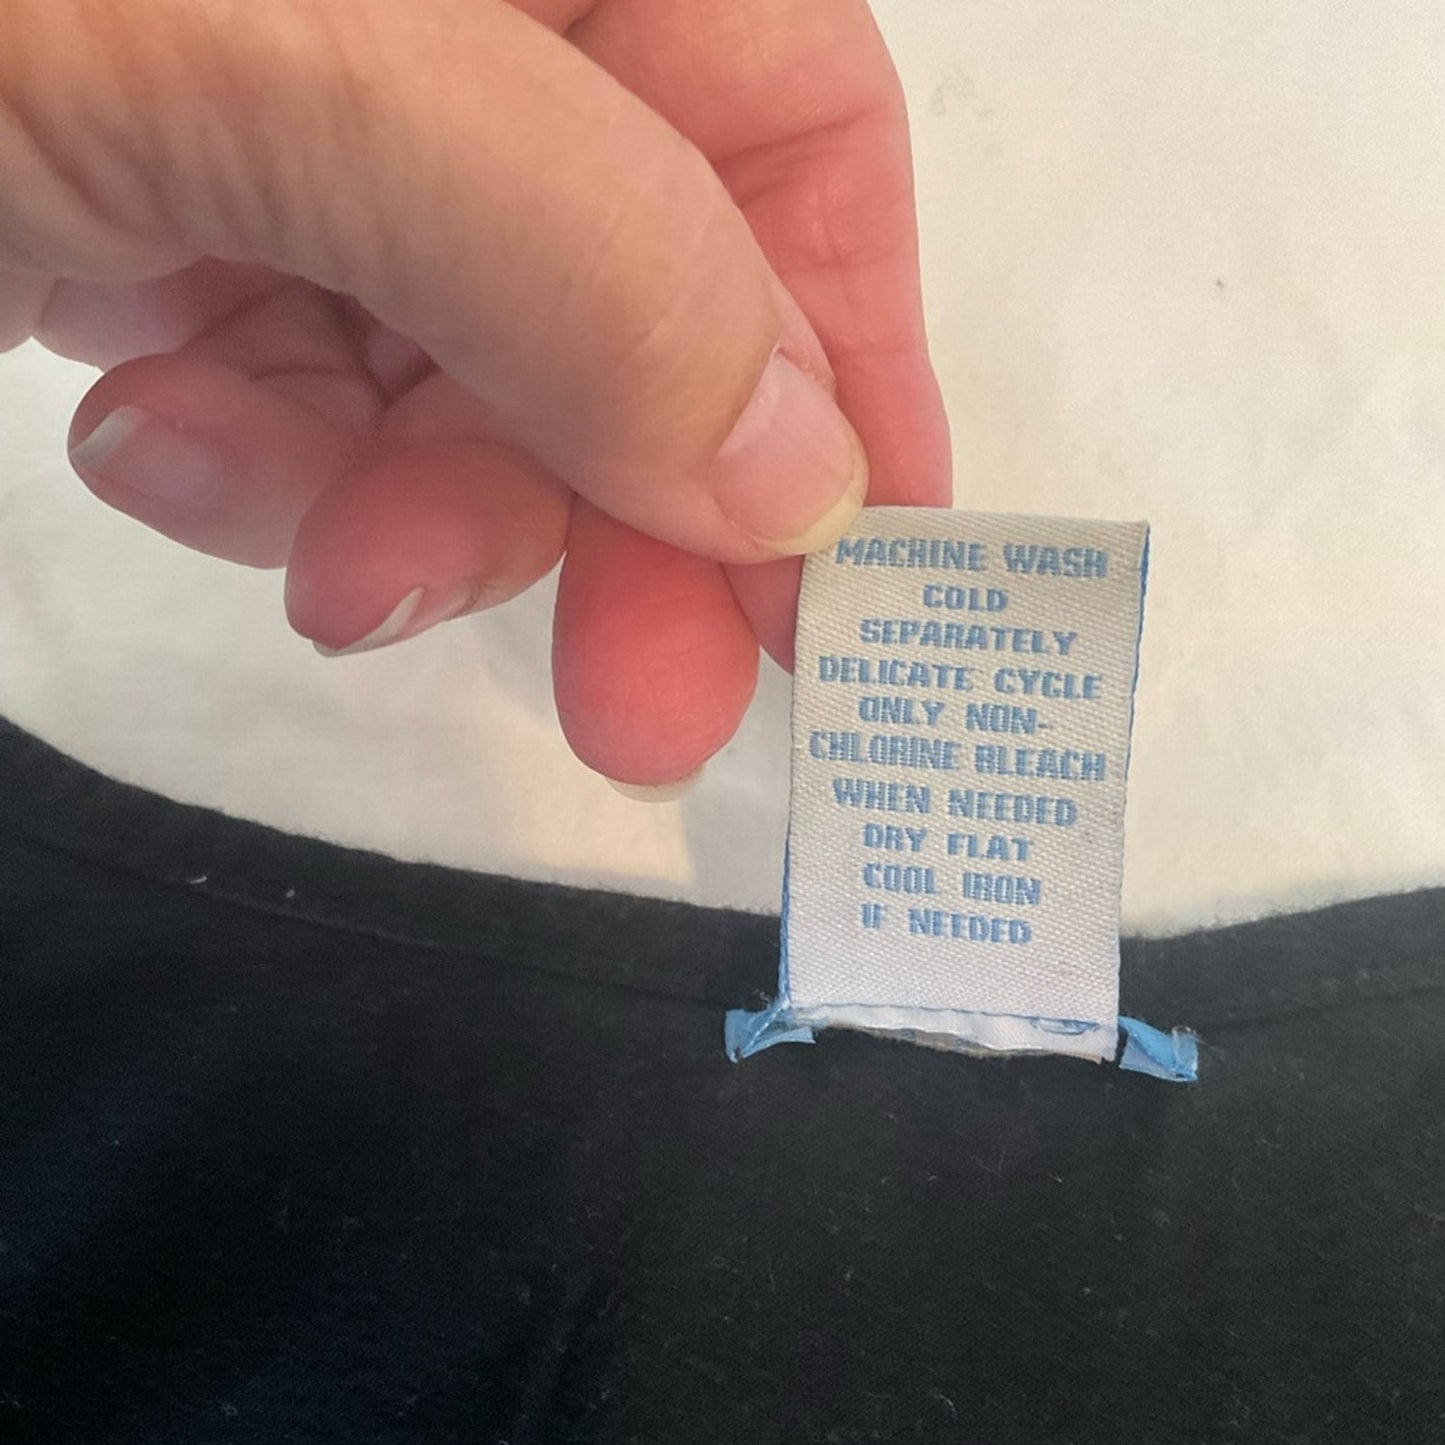 MACHINE WASH
COLD
SEPARATELY
DELICATE CYCLE
ONLY NON-
CHLORINE BLEACH
WHEN NEEDED
DRY FLAT
COOL IRON
IF NEEDED